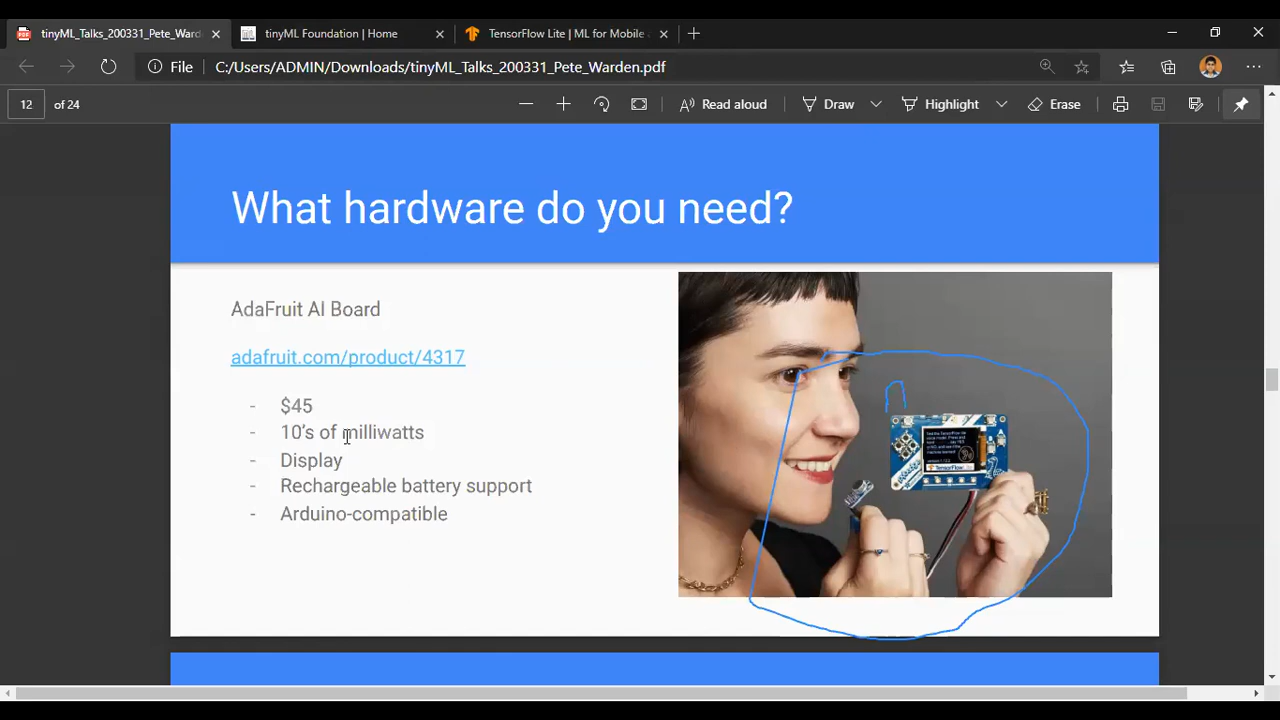 tinyML_Talks_200331_Pete_Ward
tinyML Foundation | Home
TensorFlow Lite | ML for Mobile
File
C:/Users/ADMIN/Downloads/tinyML_Talks_200331_Pete_Warden.pdf
12 of 24
Read aloud
Draw
Highlight
Erase
What hardware do you need?
AdaFruit AI Board
adafruit.com/product/4317
- $45
- 10's of milliwatts
- Display
- Rechargeable battery support
- Arduino-compatible
TensorFlow Lite